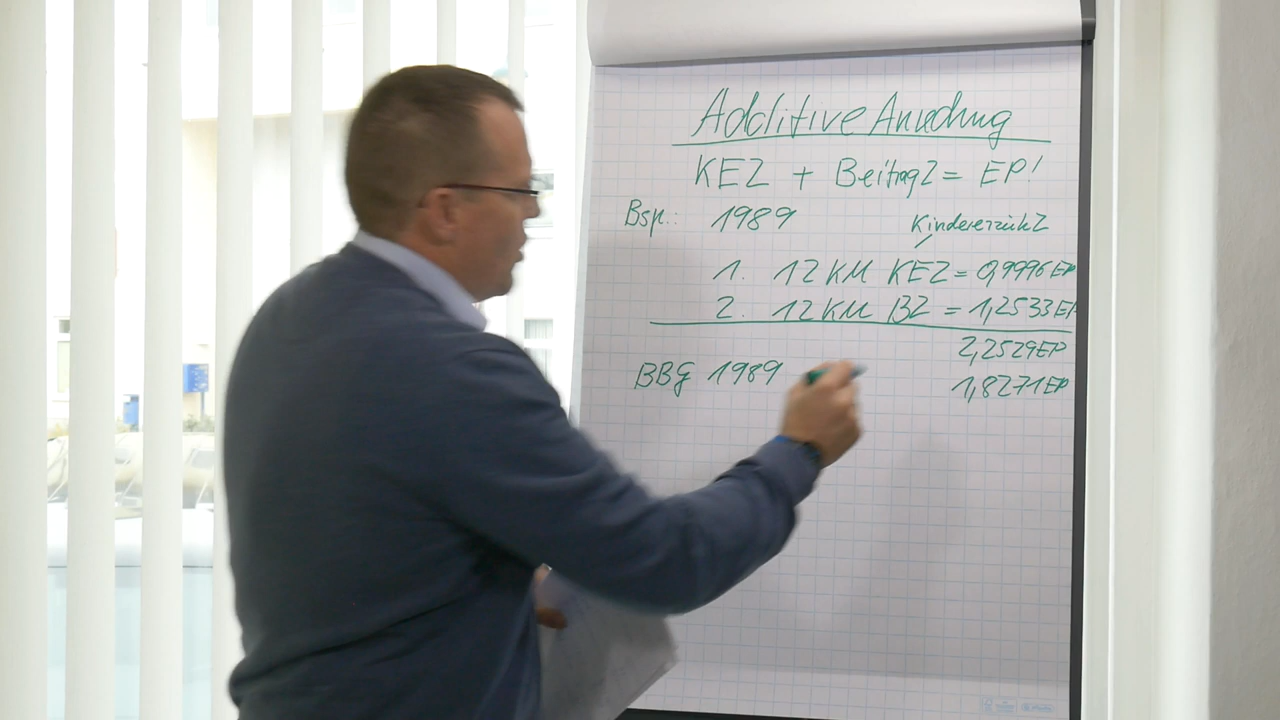 Additive Anrechnung
KEZ + BeitragZ = EP!
Bsp.: 1989
KindererziehZ
1. 12 KM KEZ = 0,9996 EP
2. 12 KM BZ = 1,2533 EP
2,2529 EP
BBG 1989
1,8271 EP